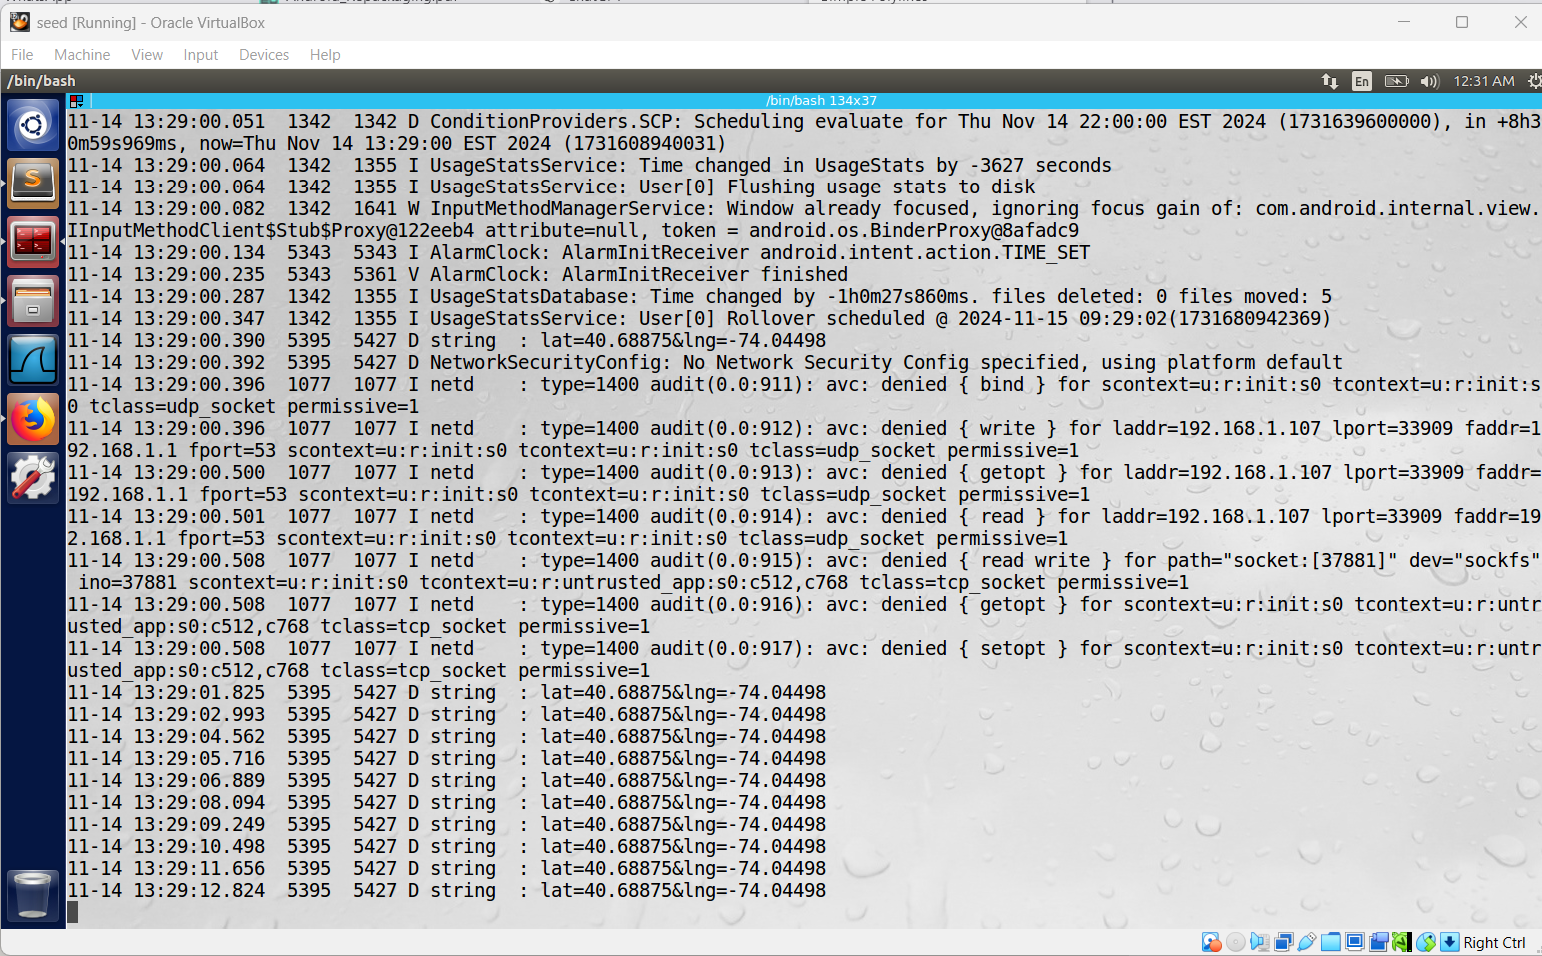 seed [Running] - Oracle VirtualBox
File Machine View Input Devices Help
/bin/bash
En
12:31 AM
/bin/bash 134x37
11-14 13:29:00.051  1342  1342 D ConditionProviders.SCP: Scheduling evaluate for Thu Nov 14 22:00:00 EST 2024 (1731639600000), in +8h3
0m59s969ms, now=Thu Nov 14 13:29:00 EST 2024 (1731608940031)
11-14 13:29:00.064  1342  1355 I UsageStatsService: Time changed in UsageStats by -3627 seconds
11-14 13:29:00.064  1342  1355 I UsageStatsService: User[0] Flushing usage stats to disk
11-14 13:29:00.082  1342  1641 W InputMethodManagerService: Window already focused, ignoring focus gain of: com.android.internal.view.
IInputMethodClient$Stub$Proxy@122eeb4 attribute=null, token = android.os.BinderProxy@8afadc9
11-14 13:29:00.134  5343  5343 I AlarmClock: AlarmInitReceiver android.intent.action.TIME_SET
11-14 13:29:00.235  5343  5361 V AlarmClock: AlarmInitReceiver finished
11-14 13:29:00.287  1342  1355 I UsageStatsDatabase: Time changed by -1h0m27s860ms. files deleted: 0 files moved: 5
11-14 13:29:00.347  1342  1355 I UsageStatsService: User[0] Rollover scheduled @ 2024-11-15 09:29:02(1731680942369)
11-14 13:29:00.390  5395  5427 D string  : lat=40.68875&lng=-74.04498
11-14 13:29:00.392  5395  5427 D NetworkSecurityConfig: No Network Security Config specified, using platform default
11-14 13:29:00.396  1077  1077 I netd    : type=1400 audit(0.0:911): avc: denied { bind } for scontext=u:r:init:s0 tcontext=u:r:init:s
0 tclass=udp_socket permissive=1
11-14 13:29:00.396  1077  1077 I netd    : type=1400 audit(0.0:912): avc: denied { write } for laddr=192.168.1.107 lport=33909 faddr=1
92.168.1.1 fport=53 scontext=u:r:init:s0 tcontext=u:r:init:s0 tclass=udp_socket permissive=1
11-14 13:29:00.500  1077  1077 I netd    : type=1400 audit(0.0:913): avc: denied { getopt } for laddr=192.168.1.107 lport=33909 faddr=
192.168.1.1 fport=53 scontext=u:r:init:s0 tcontext=u:r:init:s0 tclass=udp_socket permissive=1
11-14 13:29:00.501  1077  1077 I netd    : type=1400 audit(0.0:914): avc: denied { read } for laddr=192.168.1.107 lport=33909 faddr=19
2.168.1.1 fport=53 scontext=u:r:init:s0 tcontext=u:r:init:s0 tclass=udp_socket permissive=1
11-14 13:29:00.508  1077  1077 I netd    : type=1400 audit(0.0:915): avc: denied { read write } for path="socket:[37881]" dev="sockfs"
 ino=37881 scontext=u:r:init:s0 tcontext=u:r:untrusted_app:s0:c512,c768 tclass=tcp_socket permissive=1
11-14 13:29:00.508  1077  1077 I netd    : type=1400 audit(0.0:916): avc: denied { getopt } for scontext=u:r:init:s0 tcontext=u:r:untr
usted_app:s0:c512,c768 tclass=tcp_socket permissive=1
11-14 13:29:00.508  1077  1077 I netd    : type=1400 audit(0.0:917): avc: denied { setopt } for scontext=u:r:init:s0 tcontext=u:r:untr
usted_app:s0:c512,c768 tclass=tcp_socket permissive=1
11-14 13:29:01.825  5395  5427 D string  : lat=40.68875&lng=-74.04498
11-14 13:29:02.993  5395  5427 D string  : lat=40.68875&lng=-74.04498
11-14 13:29:04.562  5395  5427 D string  : lat=40.68875&lng=-74.04498
11-14 13:29:05.716  5395  5427 D string  : lat=40.68875&lng=-74.04498
11-14 13:29:06.889  5395  5427 D string  : lat=40.68875&lng=-74.04498
11-14 13:29:08.094  5395  5427 D string  : lat=40.68875&lng=-74.04498
11-14 13:29:09.249  5395  5427 D string  : lat=40.68875&lng=-74.04498
11-14 13:29:10.498  5395  5427 D string  : lat=40.68875&lng=-74.04498
11-14 13:29:11.656  5395  5427 D string  : lat=40.68875&lng=-74.04498
11-14 13:29:12.824  5395  5427 D string  : lat=40.68875&lng=-74.04498
Right Ctrl